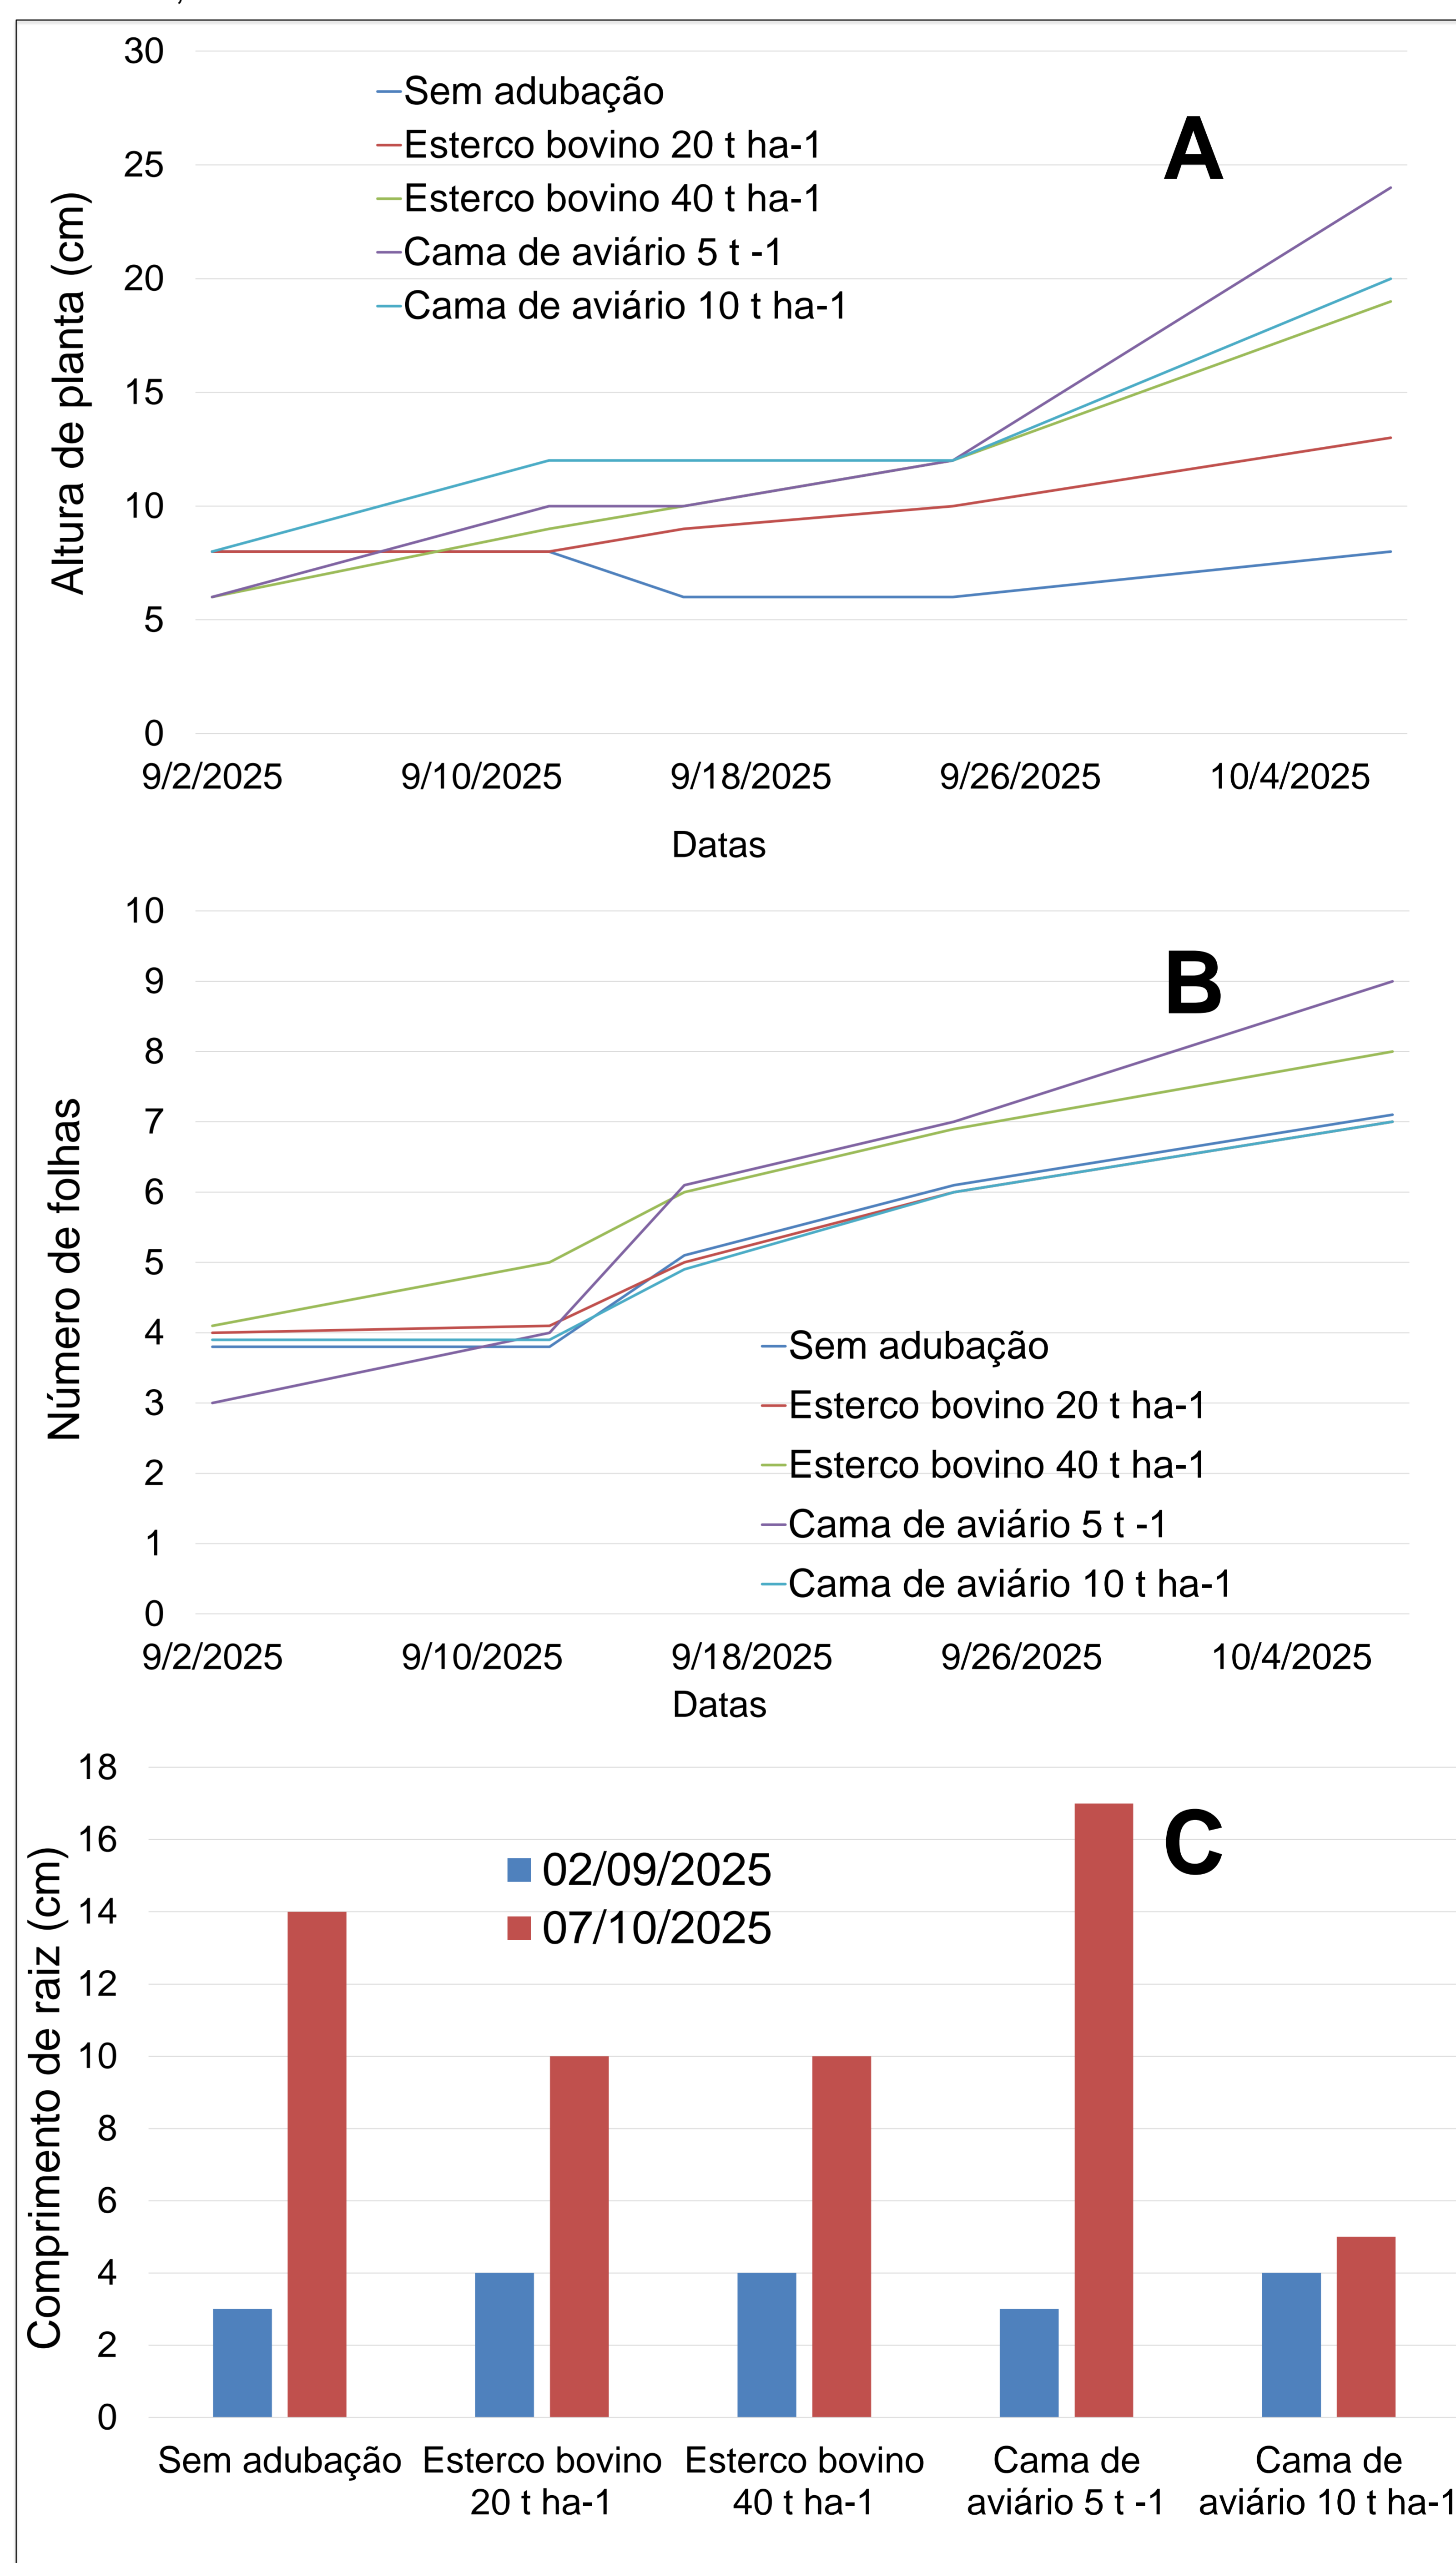 30
Sem adubação
A
Esterco bovino 20 t ha-1
25
Esterco bovino 40 t ha-1
Cama de aviário 5 t -1
20
Cama de aviário 10 t ha-1
Altura de planta (cm)
15
10
5
0
9/2/2025 9/10/2025 9/18/2025 9/26/2025 10/4/2025
Datas
10
9
B
8
7
Número de folhas
6
5
4
Sem adubação
3
Esterco bovino 20 t ha-1
Esterco bovino 40 t ha-1
2
Cama de aviário 5 t -1
1
Cama de aviário 10 t ha-1
0
9/2/2025 9/10/2025 9/18/2025 9/26/2025 10/4/2025
Datas
18
16
C
02/09/2025
14
07/10/2025
Comprimento de raiz (cm)
12
10
8
6
4
2
0
Sem adubação
Esterco bovino
20 t ha-1
Esterco bovino
40 t ha-1
Cama de
aviário 5 t -1
Cama de
aviário 10 t ha-1